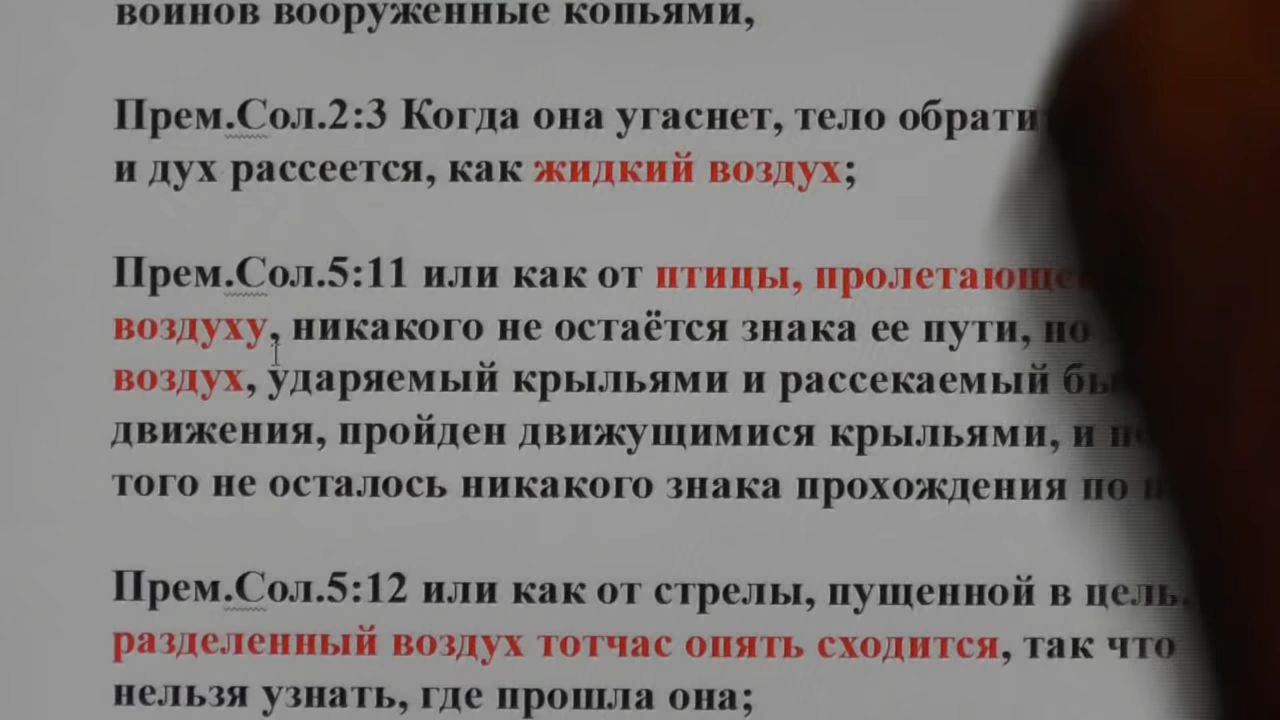 воинов вооруженные копьями,
Прем.Сол.2:3 Когда она угаснет, тело
и дух рассеется, как жидкий воздух;
Прем.Сол.5:11 или как от птицы,
воздуху, никакого не остаётся знака ее пути, но
воздух, ударяемый крыльями и рассекаемый
движения, пройден движущимися крыльями, и
того не осталось никакого знака прохождения по
Прем.Сол.5:12 или как от стрелы, пущенной в цель,
разделенный воздух тотчас опять сходится, так что
нельзя узнать, где прошла она;